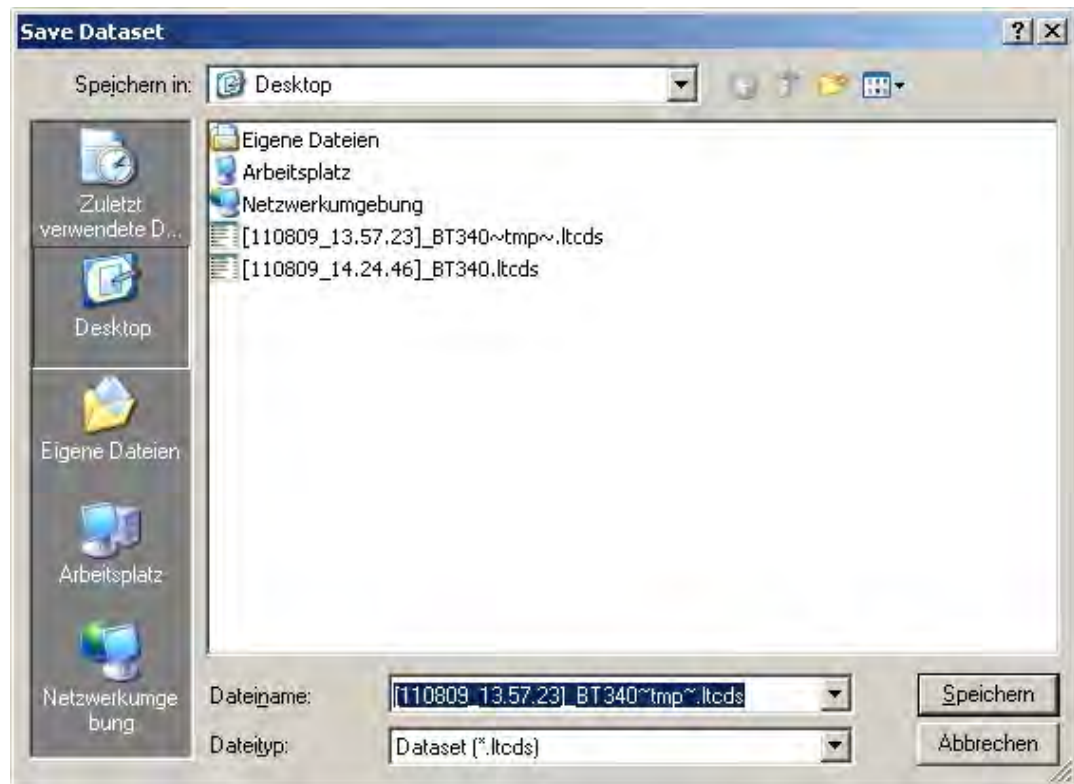 Save Dataset
Speichern in:
Desktop
Eigene Dateien
Arbeitsplatz
Netzwerkumgebung
[110809_13.57.23]_BT340~tmp~.ltcds
[110809_14.24.46]_BT340.ltcds
Zuletzt
verwendete D...
Desktop
Eigene Dateien
Arbeitsplatz
Netzwerkumge
bung
Dateiname:
[110809_13.57.23]_BT340~tmp~.ltcds
Speichern
Dateityp:
Dataset (*.ltcds)
Abbrechen